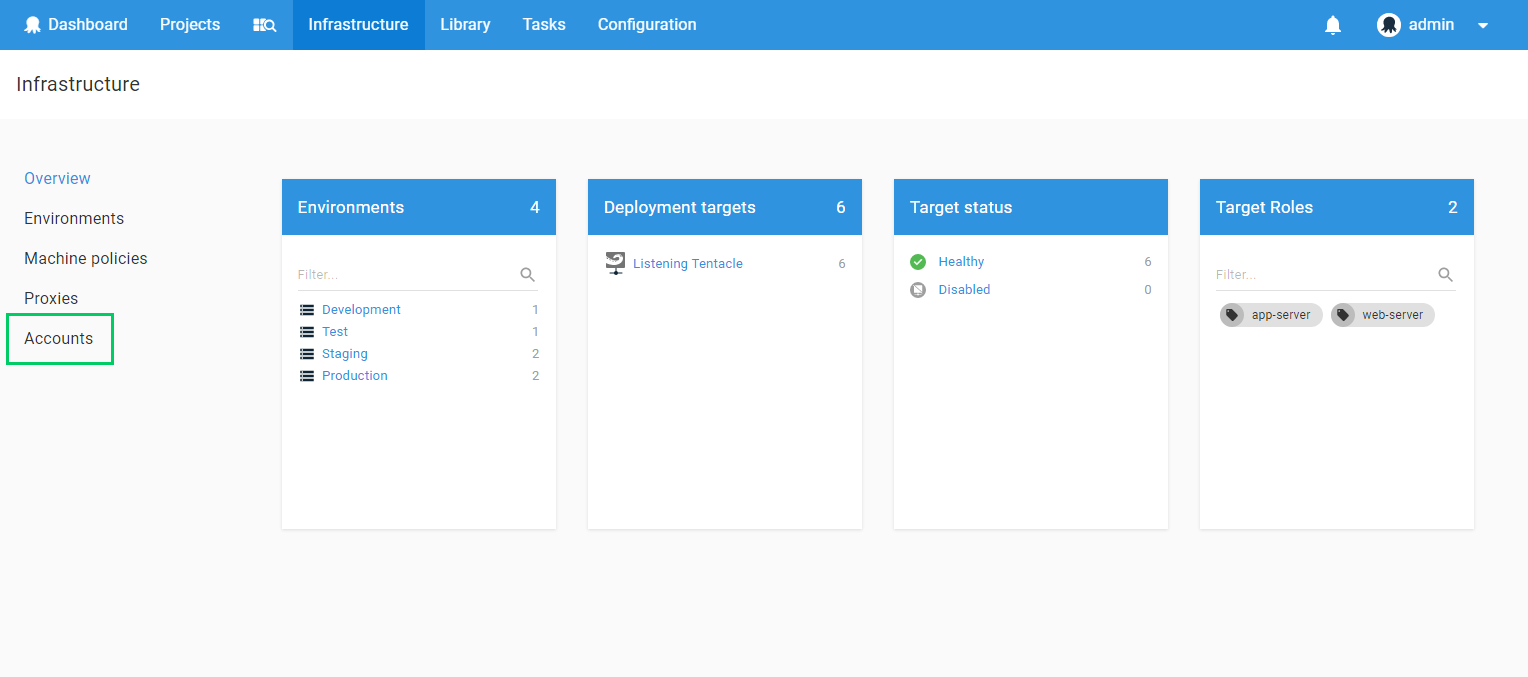 Dashboard Projects Infrastructure Library Tasks Configuration admin
Infrastructure
Overview
Environments
Machine policies
Proxies
Accounts
Environments 4
Filter...
Development 1
Test 1
Staging 2
Production 2
Deployment targets 6
Listening Tentacle 6
Target status
Healthy 6
Disabled 0
Target Roles 2
Filter...
app-server web-server